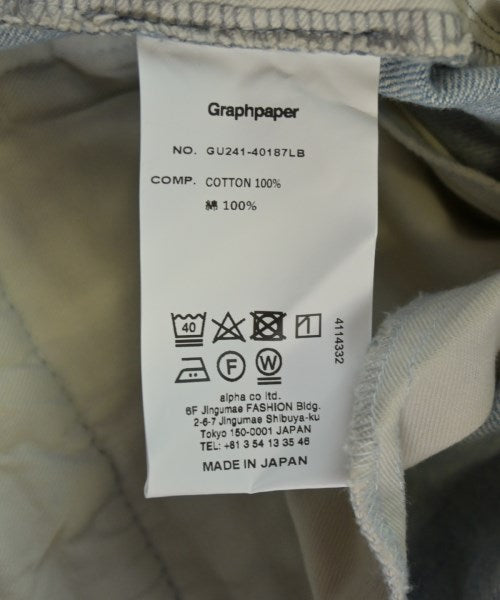 Graphpaper
NO. GU241-40187LB
COMP. COTTON 100%
綿 100%
40
F
W
4114332
alpha co ltd.
6F Jingumae FASHION Bldg.
2-6-7 Jingumae Shibuya-ku
Tokyo 150-0001 JAPAN
TEL: +81 3 54 13 35 46
MADE IN JAPAN